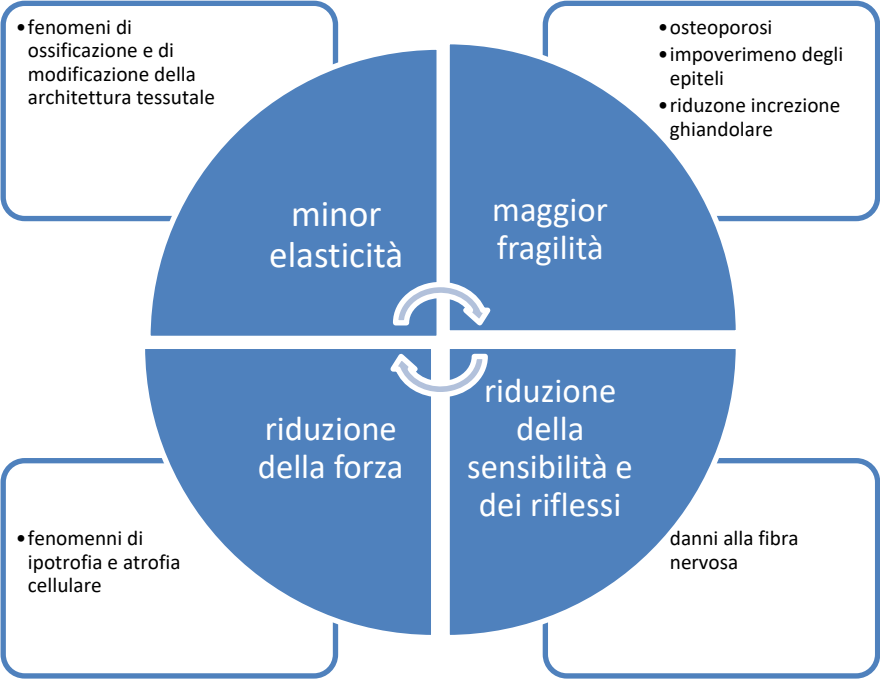 •fenomeni di
ossificazione e di
modificazione della
architettura tessutale
•osteoporosi
•impoverimeno degli
epiteli
•riduzone increzione
ghiandolare
minor
elasticità
maggior
fragilità
riduzione
della forza
riduzione
della
sensibilità e
dei riflessi
•fenomenni di
ipotrofia e atrofia
cellulare
danni alla fibra
nervosa